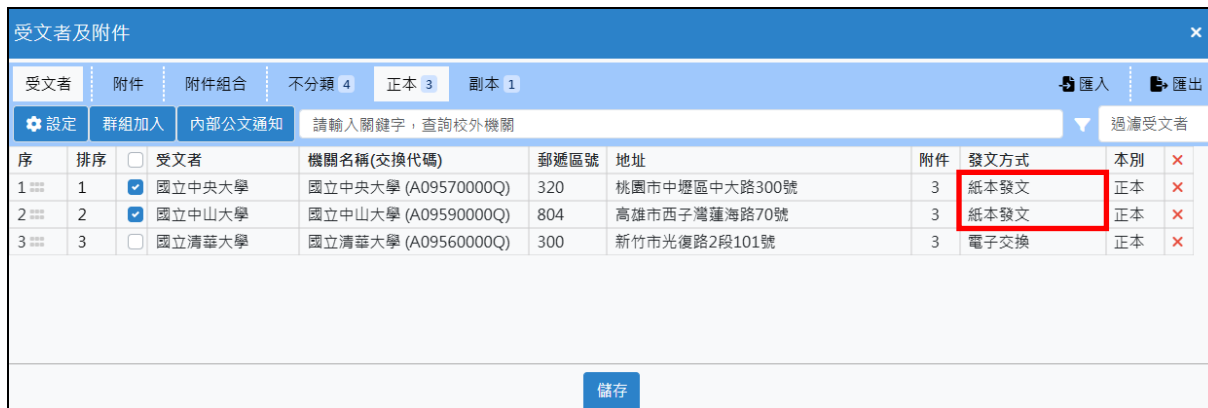 受文者及附件 ×
受文者 附件 附件組合 不分類 4 正本 3 副本 1 匯入 匯出
設定 群組加入 內部公文通知 請輸入關鍵字，查詢校外機關 過濾受文者
序 排序 受文者 機關名稱(交換代碼) 郵遞區號 地址 附件 發文方式 本別 ×
1 1 國立中央大學 國立中央大學 (A09570000Q) 320 桃園市中壢區中大路300號 3 紙本發文 正本 ×
2 2 國立中山大學 國立中山大學 (A09590000Q) 804 高雄市西子灣蓮海路70號 3 紙本發文 正本 ×
3 3 國立清華大學 國立清華大學 (A09560000Q) 300 新竹市光復路2段101號 3 電子交換 正本 ×
儲存